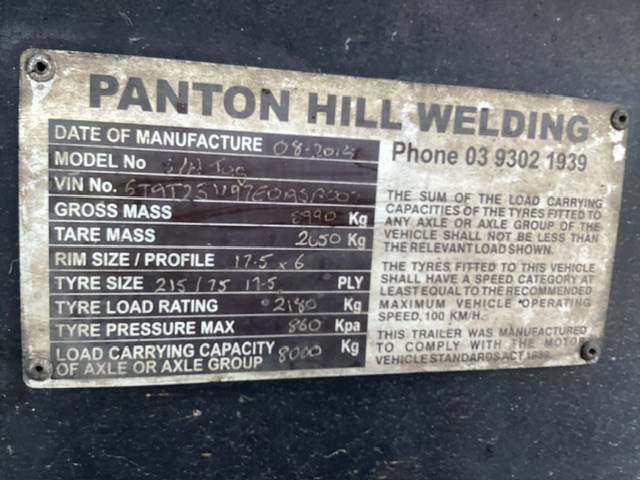 PANTON HILL WELDING
DATE OF MANUFACTURE 08-2014
MODEL No
VIN No.
GROSS MASS 8990 Kg
TARE MASS 2650 Kg
RIM SIZE / PROFILE 17.5 x 6
TYRE SIZE 215/75 17.5 PLY
TYRE LOAD RATING 2180 Kg
TYRE PRESSURE MAX 860 Kpa
LOAD CARRYING CAPACITY 8000 Kg
OF AXLE OR AXLE GROUP
Phone 03 9302 1939
THE SUM OF THE LOAD CARRYING
CAPACITIES OF THE TYRES FITTED TO
ANY AXLE OR AXLE GROUP OF THE
VEHICLE SHALL NOT BE LESS THAN
THE RELEVANT LOAD SHOWN.
THE TYRES FITTED TO THIS VEHICLE
SHALL HAVE A SPEED CATEGORY AT
LEAST EQUAL TO THE RECOMMENDED
MAXIMUM VEHICLE OPERATING
SPEED, 100 KM/H.
THIS TRAILER WAS MANUFACTURED
TO COMPLY WITH THE MOTOR
VEHICLE STANDARDS ACT 1989.